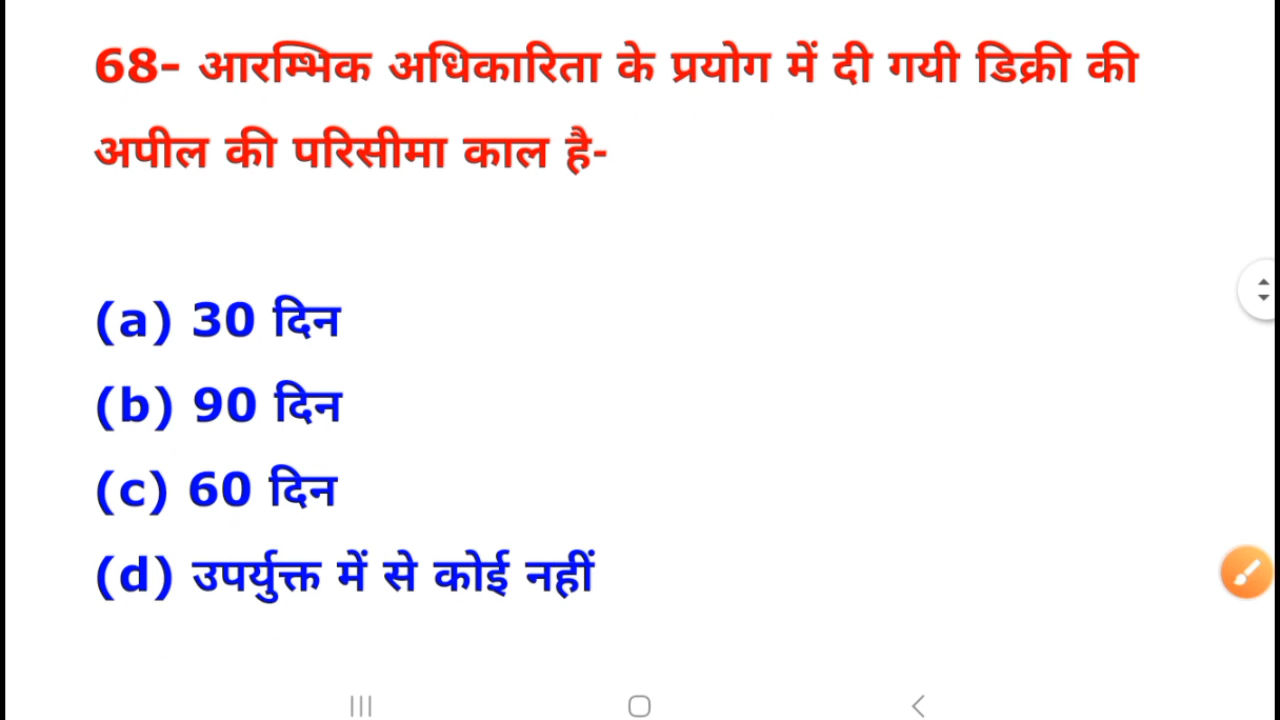 68- आरम्भिक अधिकारिता के प्रयोग में दी गयी डिक्री की
अपील की परिसीमा काल है-
(a) 30 दिन
(b) 90 दिन
(c) 60 दिन
(d) उपर्युक्त में से कोई नहीं